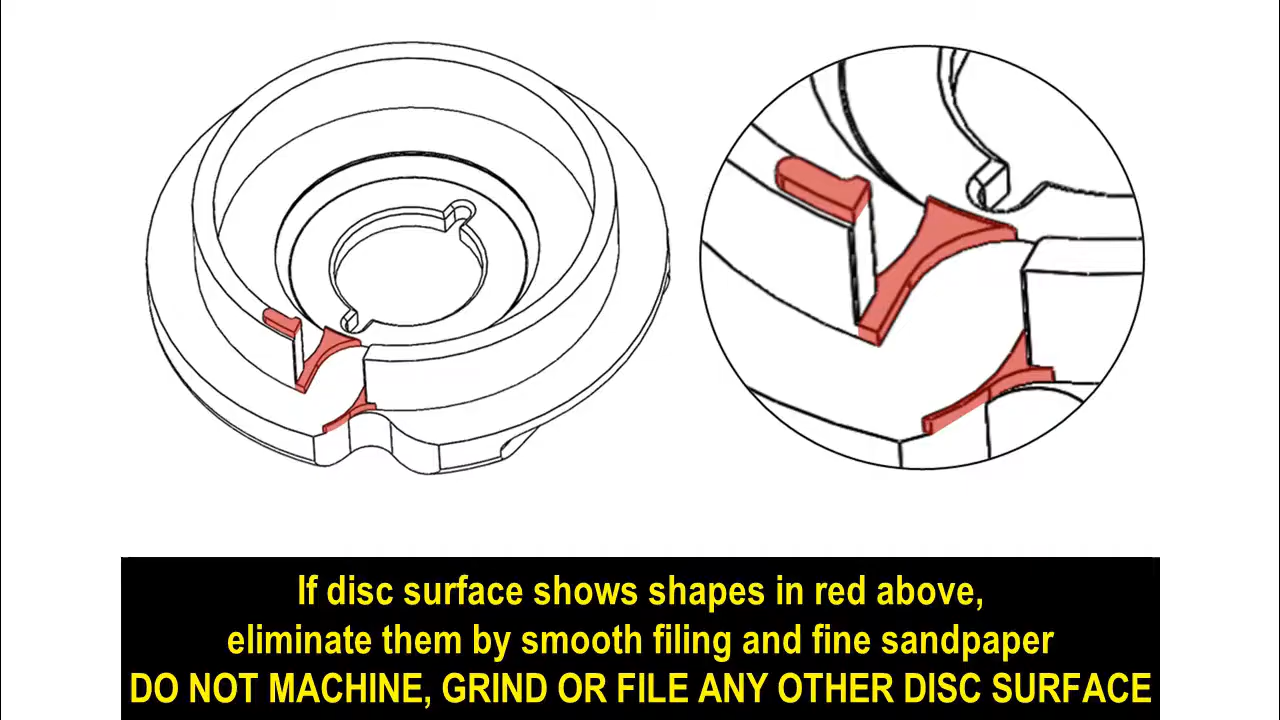 If disc surface shows shapes in red above,
eliminate them by smooth filing and fine sandpaper
DO NOT MACHINE, GRIND OR FILE ANY OTHER DISC SURFACE